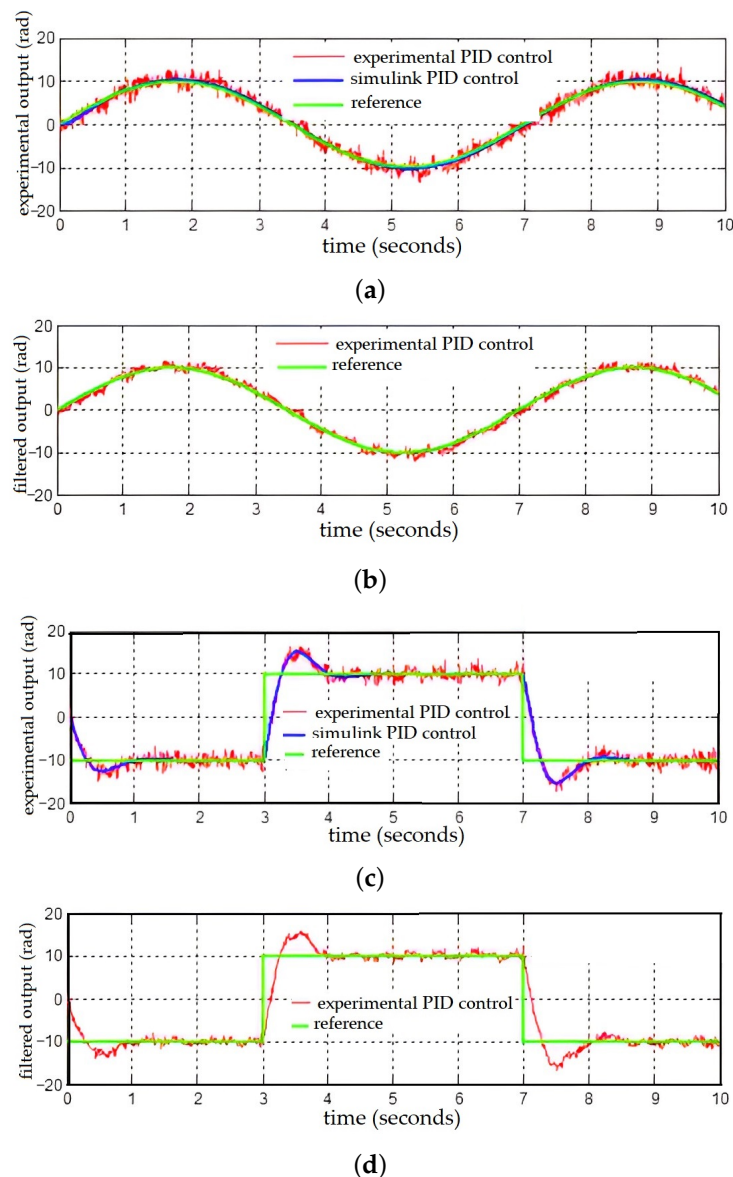 experimental output (rad)
20
10
0
−10
−20
experimental PID control
simulink PID control
reference
0 1 2 3 4 5 6 7 8 9 10
time (seconds)
(a)
filtered output (rad)
20
10
0
−10
−20
experimental PID control
reference
0 1 2 3 4 5 6 7 8 9 10
time (seconds)
(b)
experimental output (rad)
20
10
0
−10
−20
experimental PID control
simulink PID control
reference
0 1 2 3 4 5 6 7 8 9 10
time (seconds)
(c)
filtered output (rad)
20
10
0
−10
−20
experimental PID control
reference
0 1 2 3 4 5 6 7 8 9 10
time (seconds)
(d)